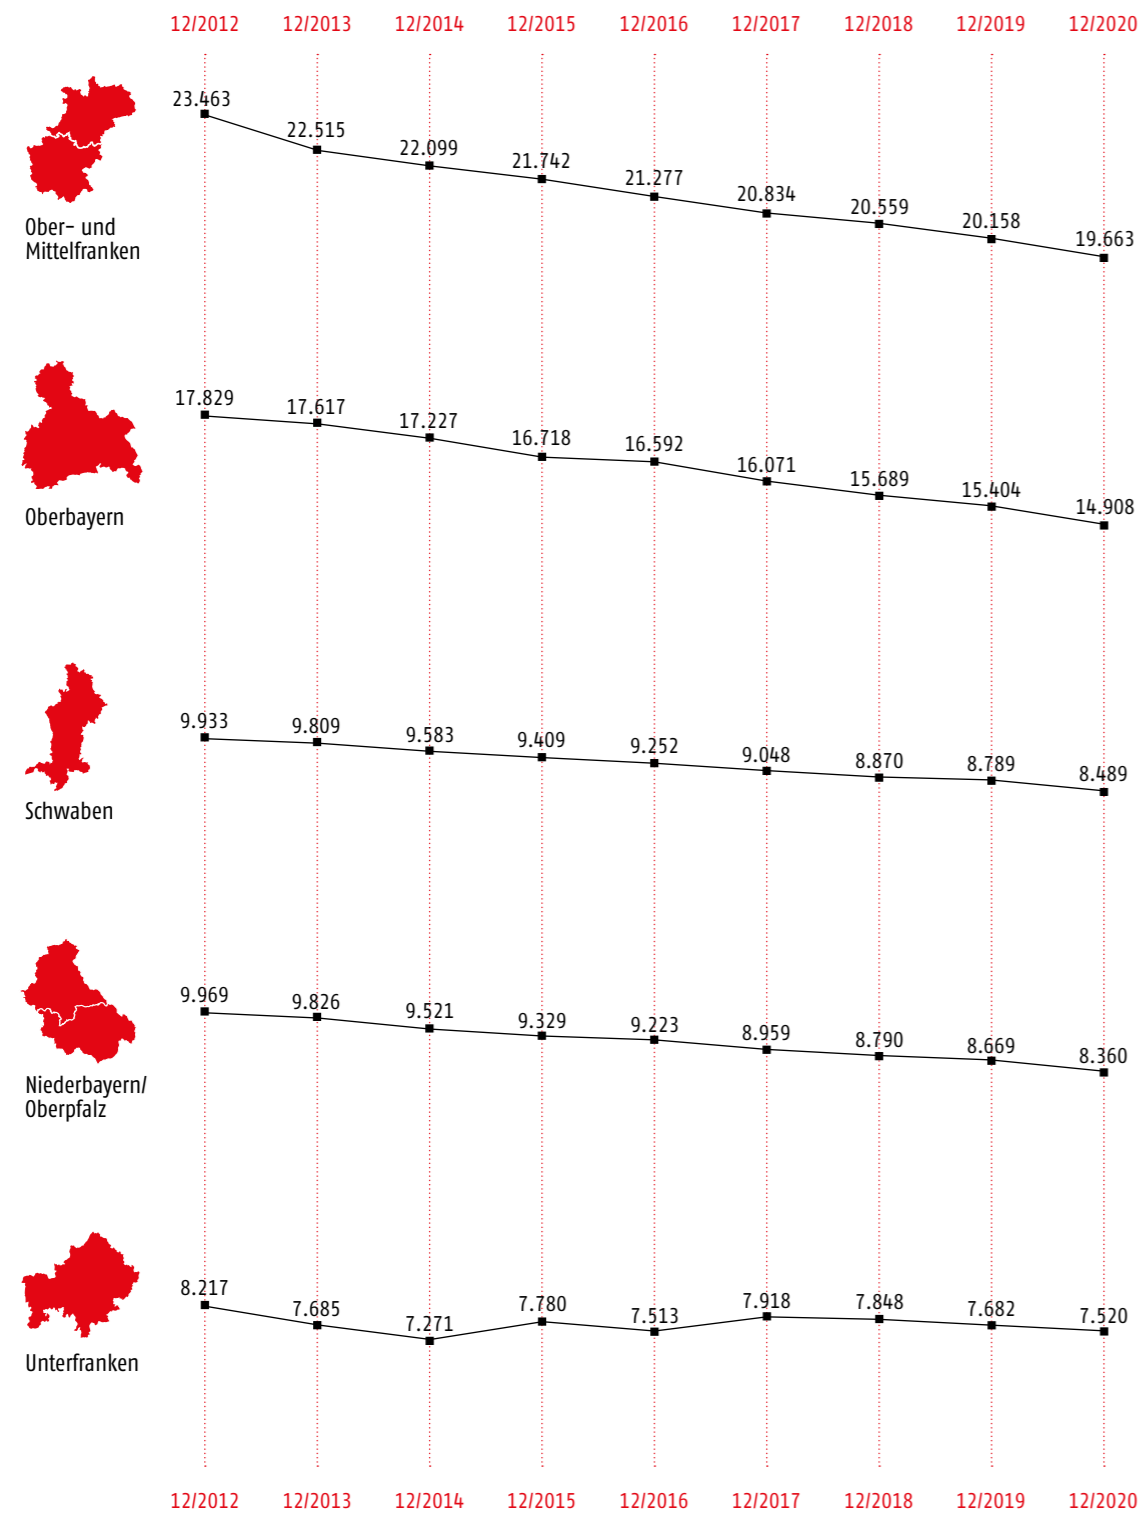 12/2012 12/2013 12/2014 12/2015 12/2016 12/2017 12/2018 12/2019 12/2020
23.463 22.515 22.099 21.742 21.277 20.834 20.559 20.158 19.663
Ober- und
Mittelfranken
17.829 17.617 17.227 16.718 16.592 16.071 15.689 15.404 14.908
Oberbayern
9.933 9.809 9.583 9.409 9.252 9.048 8.870 8.789 8.489
Schwaben
9.969 9.826 9.521 9.329 9.223 8.959 8.790 8.669 8.360
Niederbayern/
Oberpfalz
8.217 7.685 7.271 7.780 7.513 7.918 7.848 7.682 7.520
Unterfranken
12/2012 12/2013 12/2014 12/2015 12/2016 12/2017 12/2018 12/2019 12/2020